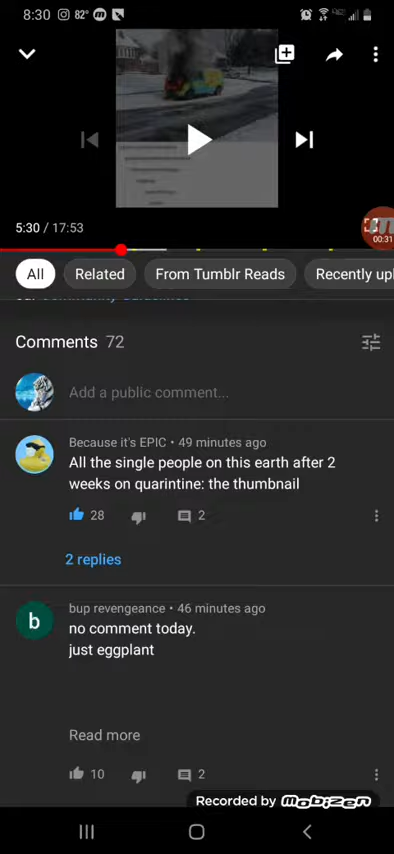 8:30 82°
5:30 / 17:53
00:31
All Related From Tumblr Reads Recently upl
Community Guidelines
Comments 72
Add a public comment...
Because it's EPIC • 49 minutes ago
All the single people on this earth after 2
weeks on quarintine: the thumbnail
28 2
2 replies
b
bup revengeance • 46 minutes ago
no comment today.
just eggplant
Read more
10 2
Recorded by mobizen